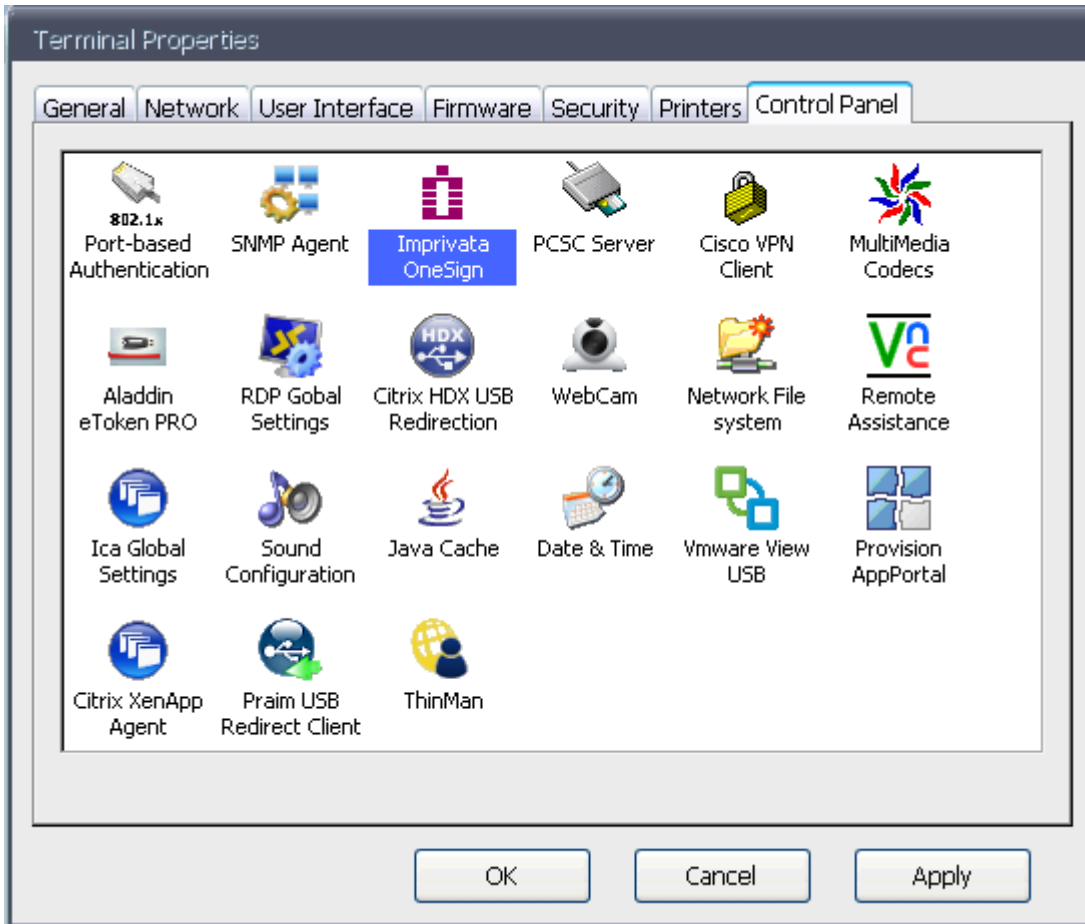 Terminal Properties
General Network User Interface Firmware Security Printers Control Panel
802.1x
Port-based
Authentication
SNMP Agent
Imprivata
OneSign
PCSC Server
Cisco VPN
Client
MultiMedia
Codecs
Aladdin
eToken PRO
RDP Gobal
Settings
HDX
Citrix HDX USB
Redirection
WebCam
Network File
system
Vnc
Remote
Assistance
Ica Global
Settings
Sound
Configuration
Java Cache
Date & Time
Vmware View
USB
Provision
AppPortal
Citrix XenApp
Agent
Praim USB
Redirect Client
ThinMan
OK Cancel Apply